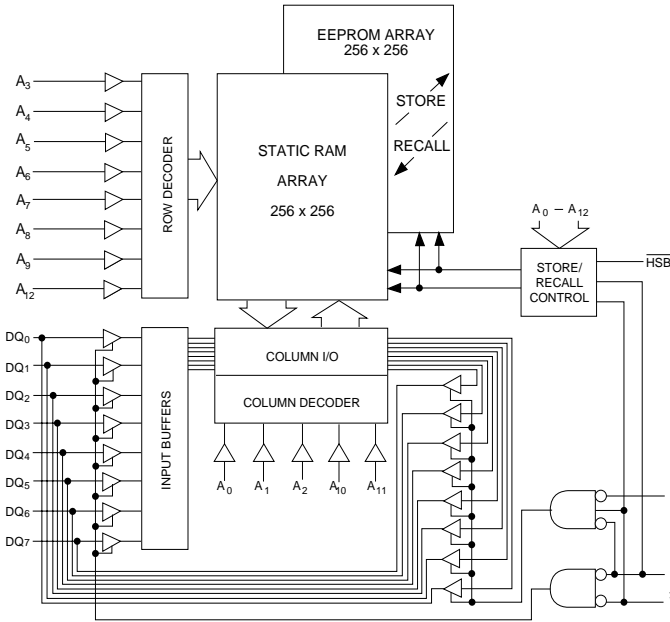 EEPROM ARRAY
256 x 256
STORE
RECALL
STATIC RAM
ARRAY
256 x 256
A3
A4
A5
A6
A7
A8
A9
A12
ROW DECODER
A0 – A12
STORE/
RECALL
CONTROL
HSB
DQ0
DQ1
DQ2
DQ3
DQ4
DQ5
DQ6
DQ7
INPUT BUFFERS
COLUMN I/O
COLUMN DECODER
A0 A1 A2 A10 A11